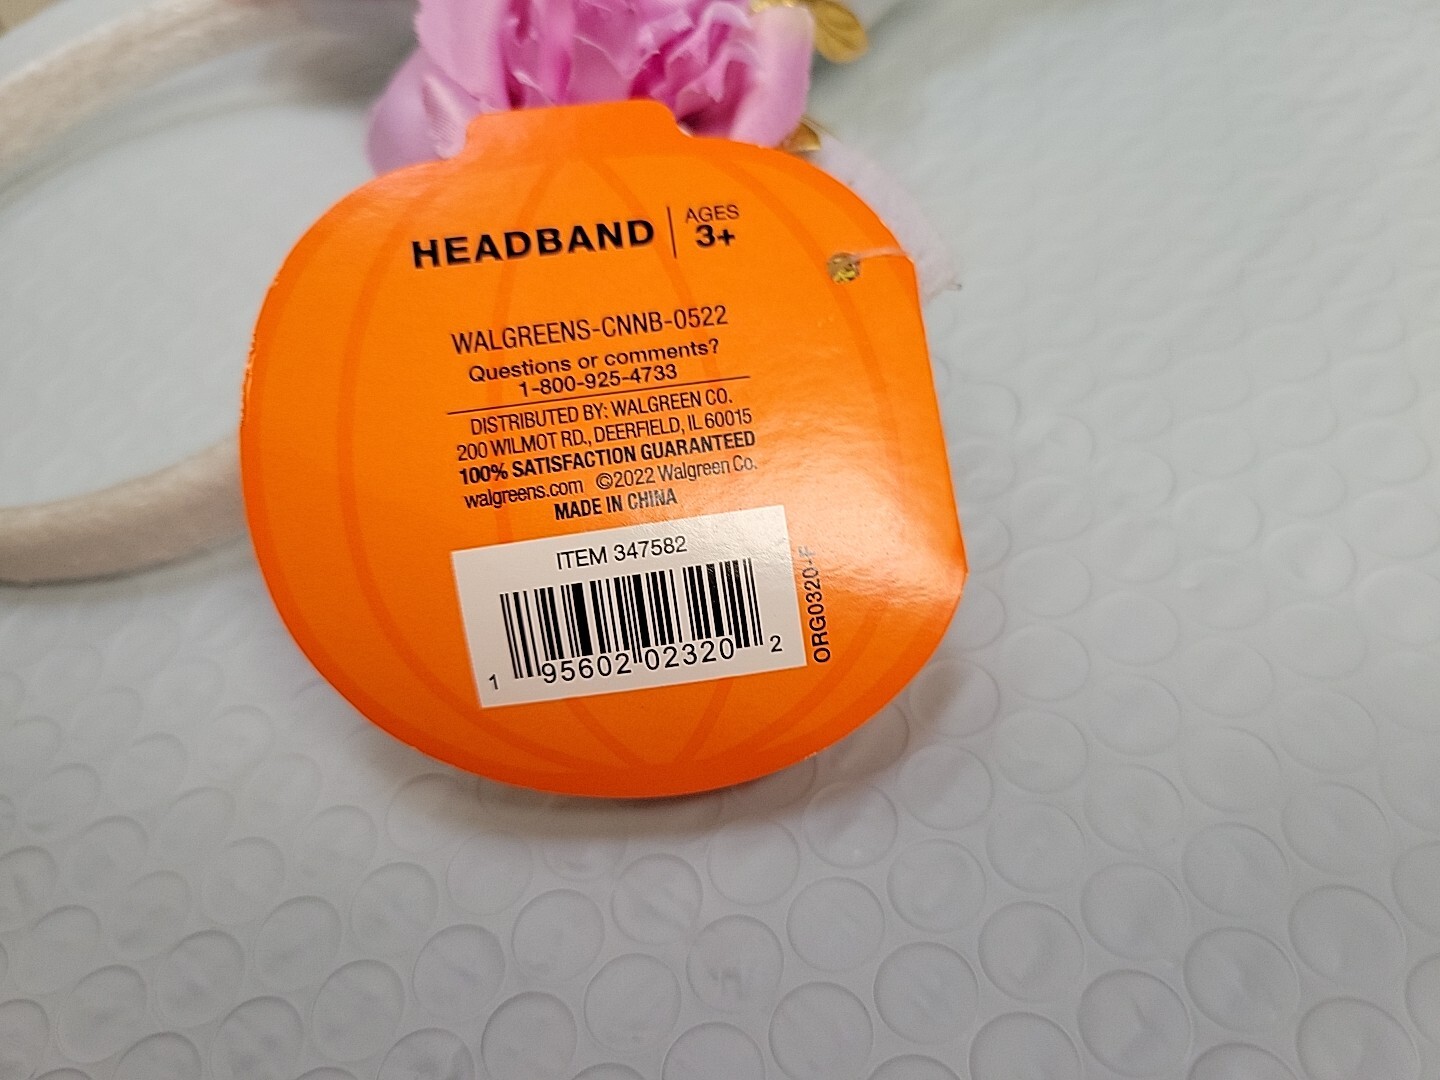 HEADBAND | AGES 3+
WALGREENS-CNNB-0522
Questions or comments?
1-800-925-4733
DISTRIBUTED BY: WALGREEN CO.
200 WILMOT RD., DEERFIELD, IL 60015
100% SATISFACTION GUARANTEED
walgreens.com ©2022 Walgreen Co.
MADE IN CHINA
ITEM 347582
1 95602 02320 2
ORG0320-F